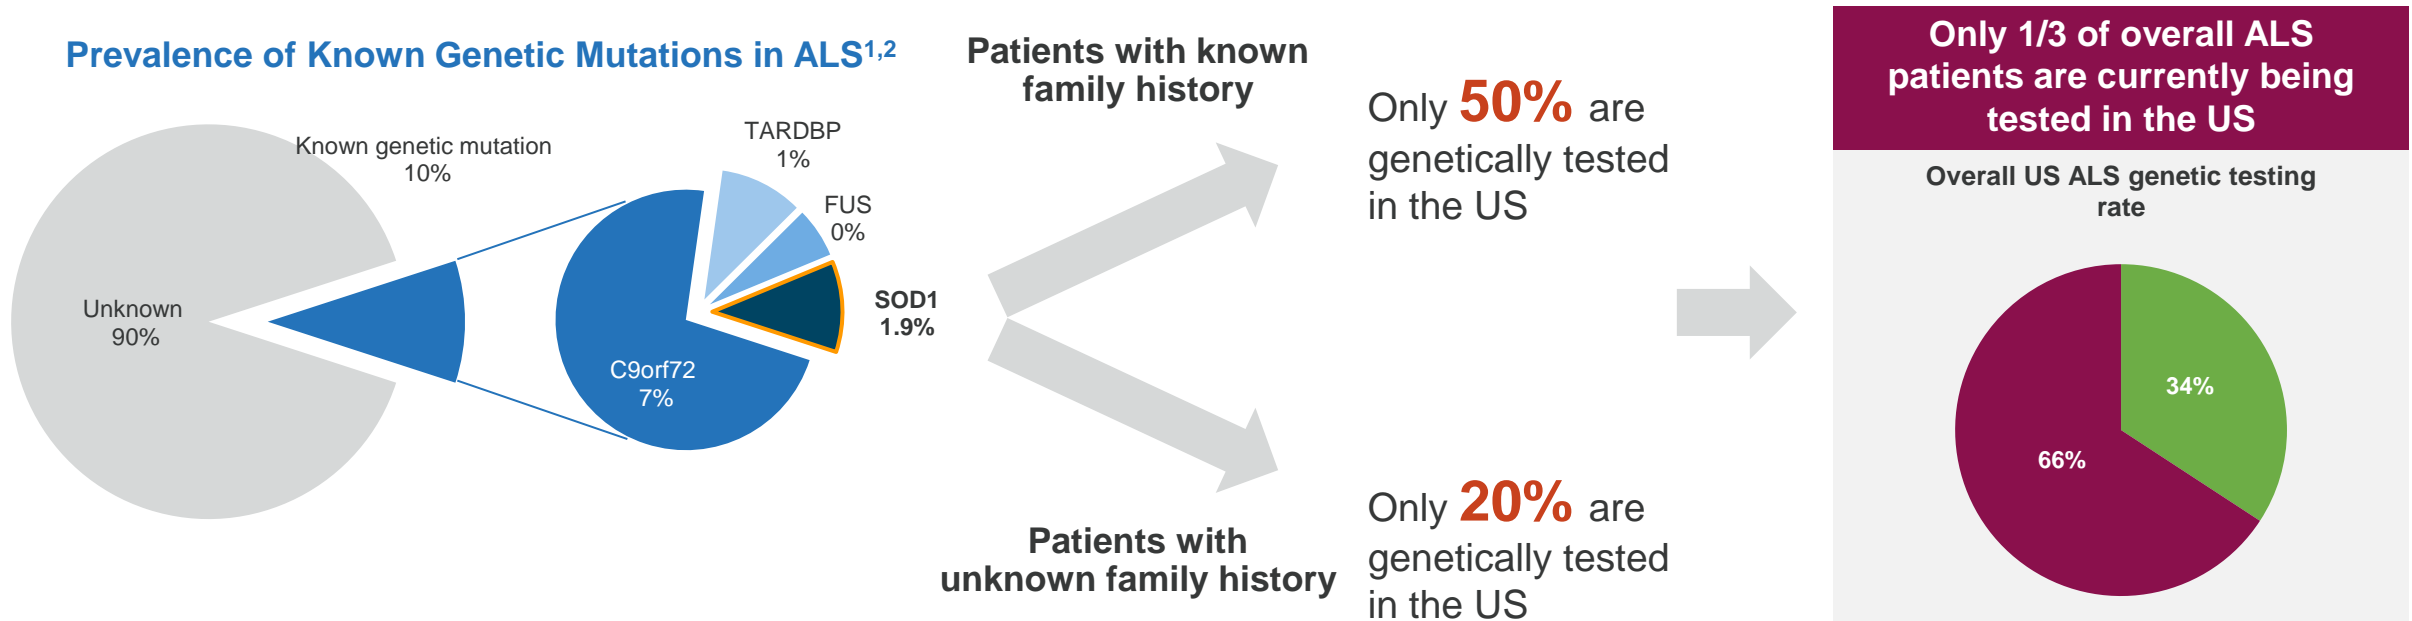 Prevalence of Known Genetic Mutations in ALS1,2
Known genetic mutation
10%
Unknown
90%
TARDBP
1%
FUS
0%
SOD1
1.9%
C9orf72
7%
Patients with known
family history
Only 50% are
genetically tested
in the US
Patients with
unknown family history
Only 20% are
genetically tested
in the US
Only 1/3 of overall ALS
patients are currently being
tested in the US
Overall US ALS genetic testing
rate
34%
66%